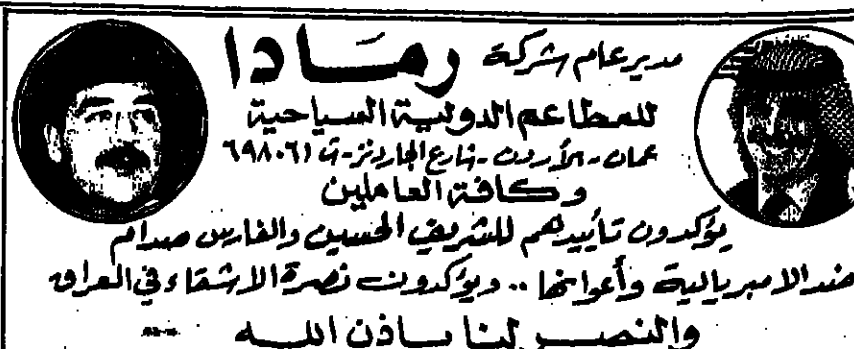 مدير عام شركة رمادا
للمطاعم الدولية السياحية
عمان - الأردن - شارع الجاردنز - ت ٦٩٨٠٦١
وكافة العاملين
يؤكدون تأييدهم للشريف الحسين والفارس صدام
ضد الامبريالية وأعوانها .. ويؤكدون نصرة الاشقاء في العراق
والنصر لنا باذن الله